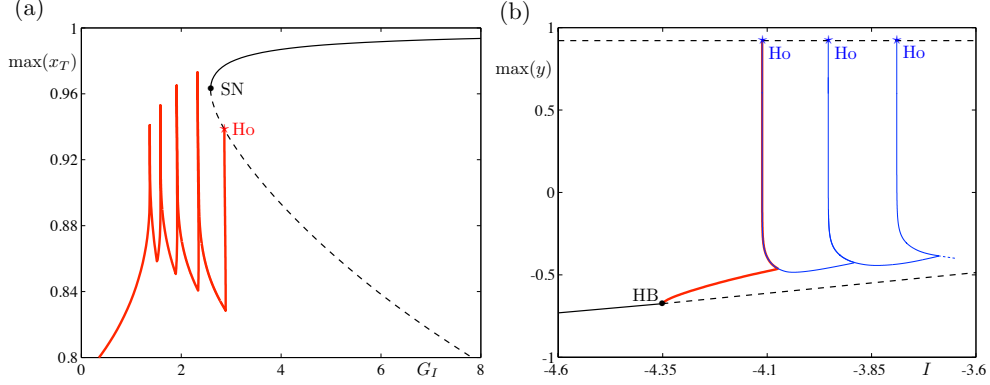 (a)
1
max(x_T)
0.96
0.92
0.88
0.84
0.8
0
2
4
6
G_I
8
SN
Ho
(b)
1
max(y)
0.5
0
-0.5
-1
-4.6
-4.35
-4.1
-3.85
I
-3.6
Ho
Ho
Ho
HB